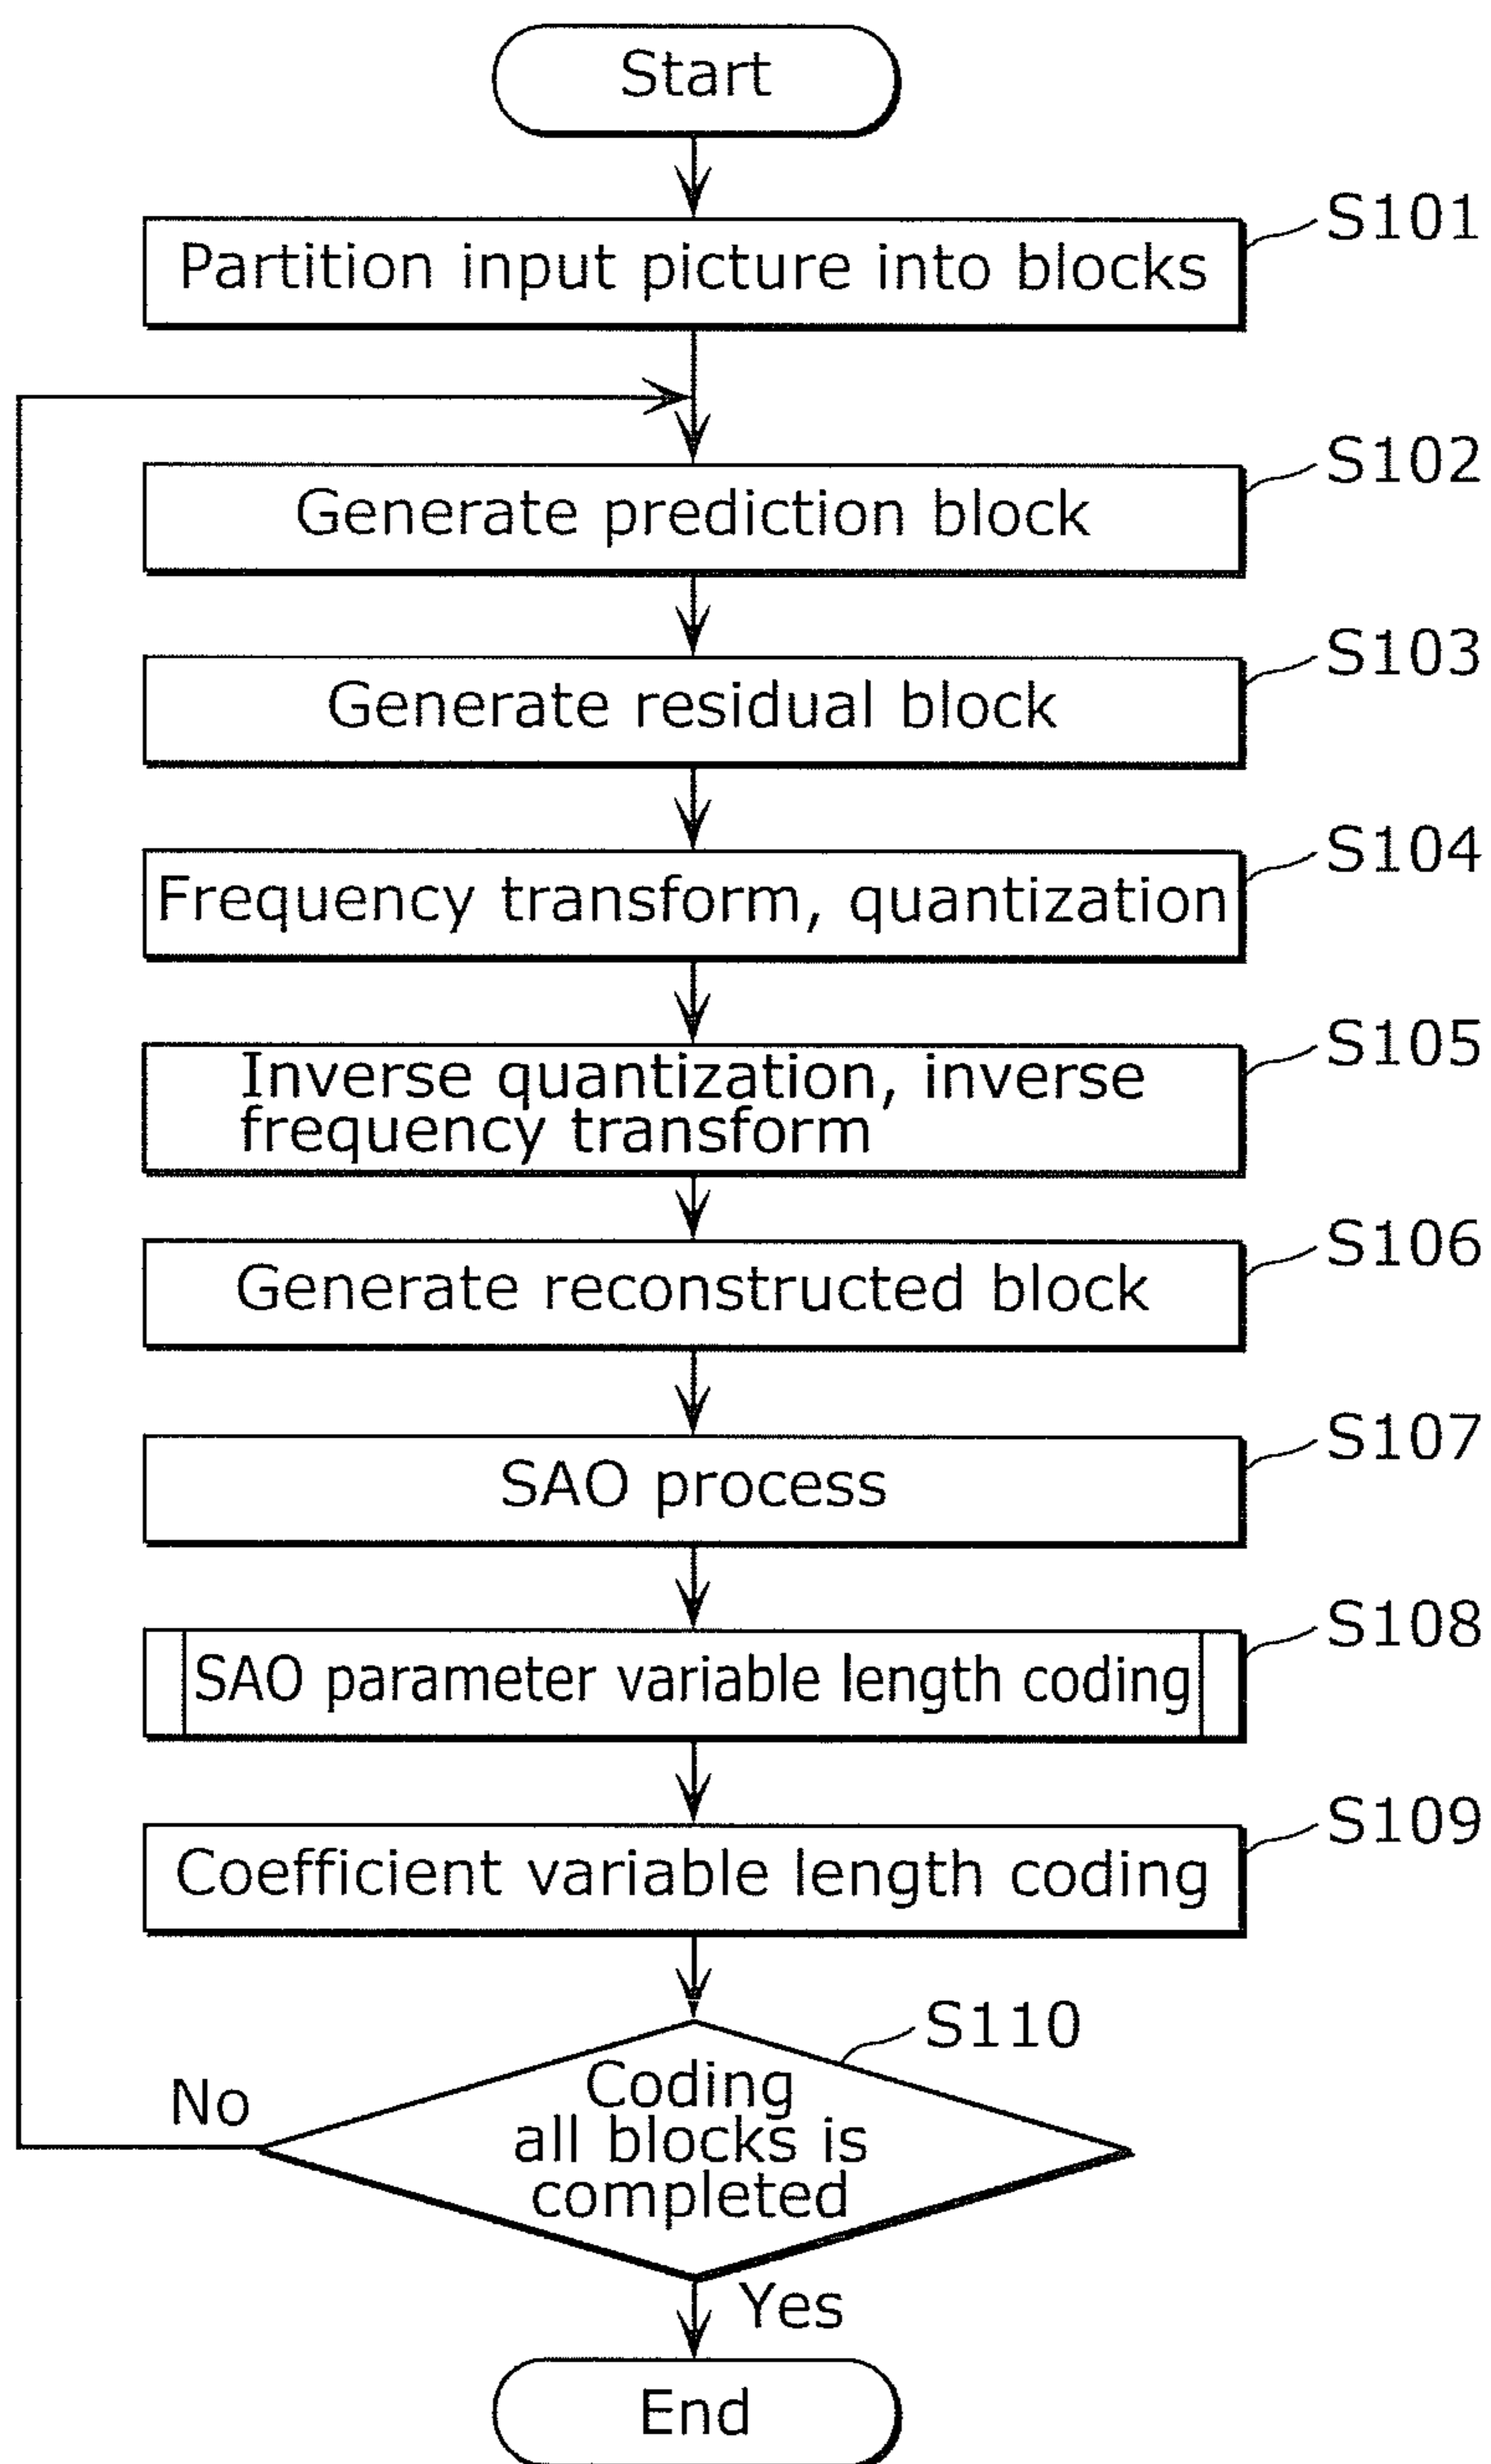 Start
S101
Partition input picture into blocks
S102
Generate prediction block
S103
Generate residual block
S104
Frequency transform, quantization
S105
Inverse quantization, inverse
frequency transform
S106
Generate reconstructed block
S107
SAO process
S108
SAO parameter variable length coding
S109
Coefficient variable length coding
S110
Coding
all blocks is
completed
No
Yes
End